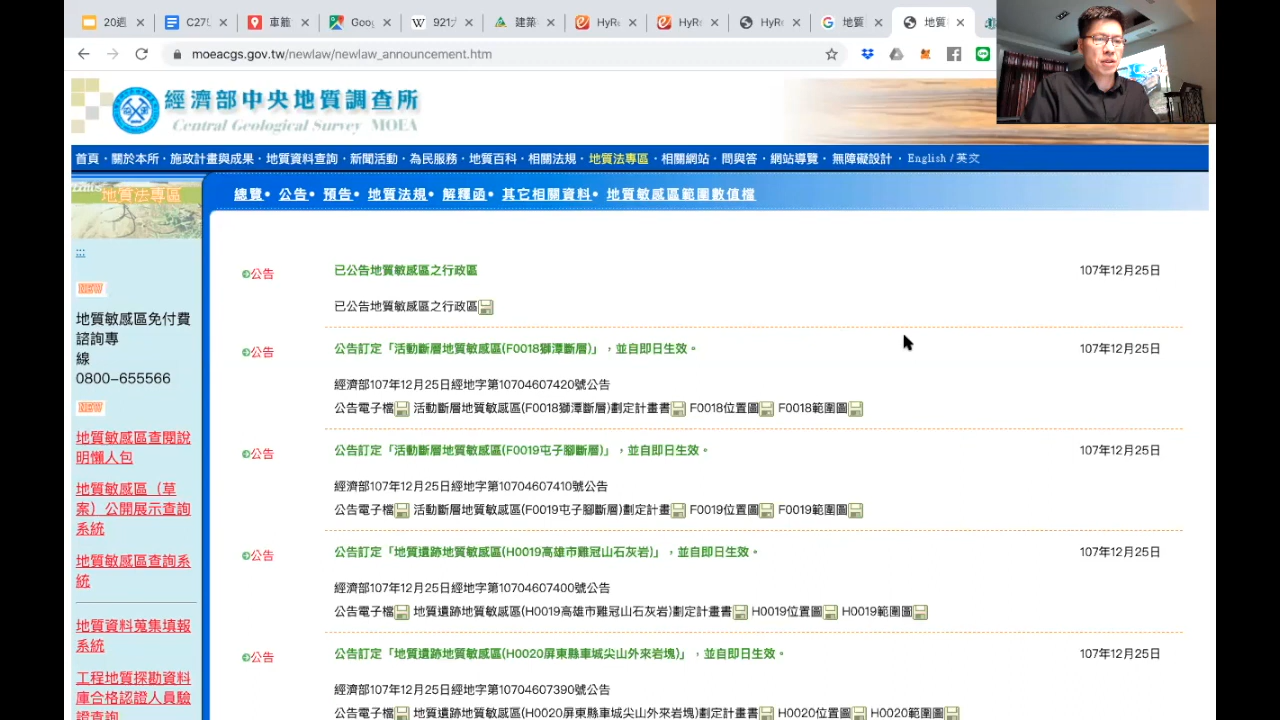 20週
C27
車籠
Goo
921
建築
HyR
HyR
HyR
地質
地質
moeacgs.gov.tw/newlaw/newlaw_announcement.htm
經濟部中央地質調查所
Central Geological Survey MOEA
首頁・關於本所・施政計畫與成果・地質資料查詢・新聞活動・為民服務・地質百科・相關法規・地質法專區・相關網站・問與答・網站導覽・無障礙設計・ English / 英文
地質法專區
總覽• 公告• 預告• 地質法規• 解釋函• 其它相關資料• 地質敏感區範圍數值檔
:::
NEW
地質敏感區免付費
諮詢專
線
0800-655566
NEW
地質敏感區查閱說
明懶人包
地質敏感區（草
案）公開展示查詢
系統
地質敏感區查詢系
統
地質資料蒐集填報
系統
工程地質探勘資料
庫合格認證人員驗
證查詢
公告 已公告地質敏感區之行政區 107年12月25日
已公告地質敏感區之行政區
公告 公告訂定「活動斷層地質敏感區(F0018獅潭斷層)」，並自即日生效。 107年12月25日
經濟部107年12月25日經地字第10704607420號公告
公告電子檔 活動斷層地質敏感區(F0018獅潭斷層)劃定計畫書 F0018位置圖 F0018範圍圖
公告 公告訂定「活動斷層地質敏感區(F0019屯子腳斷層)」，並自即日生效。 107年12月25日
經濟部107年12月25日經地字第10704607410號公告
公告電子檔 活動斷層地質敏感區(F0019屯子腳斷層)劃定計畫 F0019位置圖 F0019範圍圖
公告 公告訂定「地質遺跡地質敏感區(H0019高雄市雞冠山石灰岩)」，並自即日生效。 107年12月25日
經濟部107年12月25日經地字第10704607400號公告
公告電子檔 地質遺跡地質敏感區(H0019高雄市雞冠山石灰岩)劃定計畫書 H0019位置圖 H0019範圍圖
公告 公告訂定「地質遺跡地質敏感區(H0020屏東縣車城尖山外來岩塊)」，並自即日生效。 107年12月25日
經濟部107年12月25日經地字第10704607390號公告
公告電子檔 地質遺跡地質敏感區(H0020屏東縣車城尖山外來岩塊)劃定計畫書 H0020位置圖 H0020範圍圖